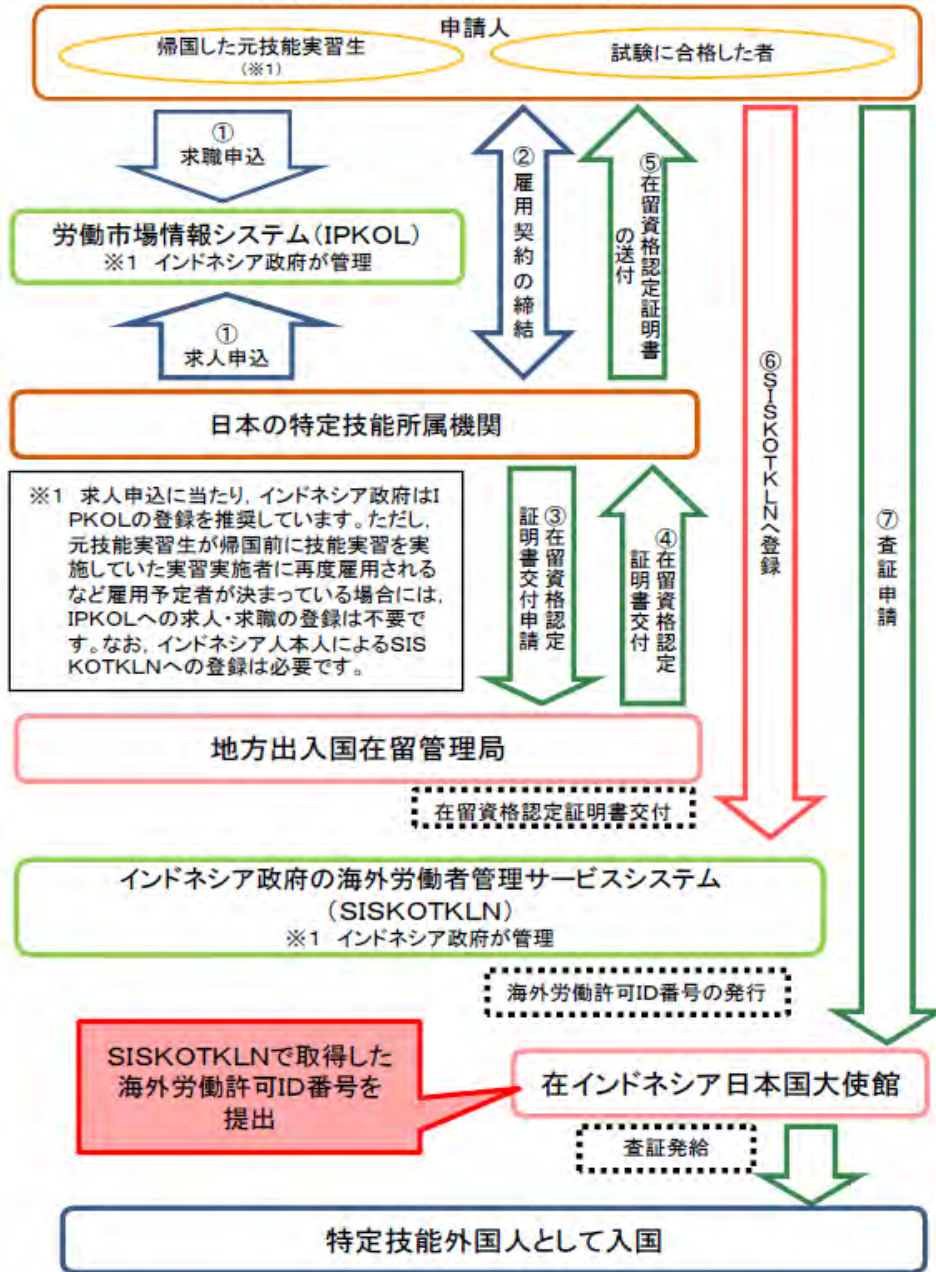 申請人
帰国した元技能実習生
(※1)
試験に合格した者
①
求職申込
②雇用契約の締結
⑤在留資格認定証明書
の送付
労働市場情報システム(IPKOL)
※1 インドネシア政府が管理
①
求人申込
⑥SISKOTKLNへ登録
⑦査証申請
日本の特定技能所属機関
※1 求人申込に当たり,インドネシア政府はI
PKOLの登録を推奨しています。ただし,
元技能実習生が帰国前に技能実習を実
施していた実習実施者に再度雇用される
など雇用予定者が決まっている場合には,
IPKOLへの求人・求職の登録は不要で
す。なお,インドネシア人本人によるSIS
KOTKLNへの登録は必要です。
③在留資格認定
証明書交付申請
④在留資格認定
証明書交付
地方出入国在留管理局
在留資格認定証明書交付
インドネシア政府の海外労働者管理サービスシステム
(SISKOTKLN)
※1 インドネシア政府が管理
海外労働許可ID番号の発行
SISKOTKLNで取得した
海外労働許可ID番号を
提出
在インドネシア日本国大使館
査証発給
特定技能外国人として入国